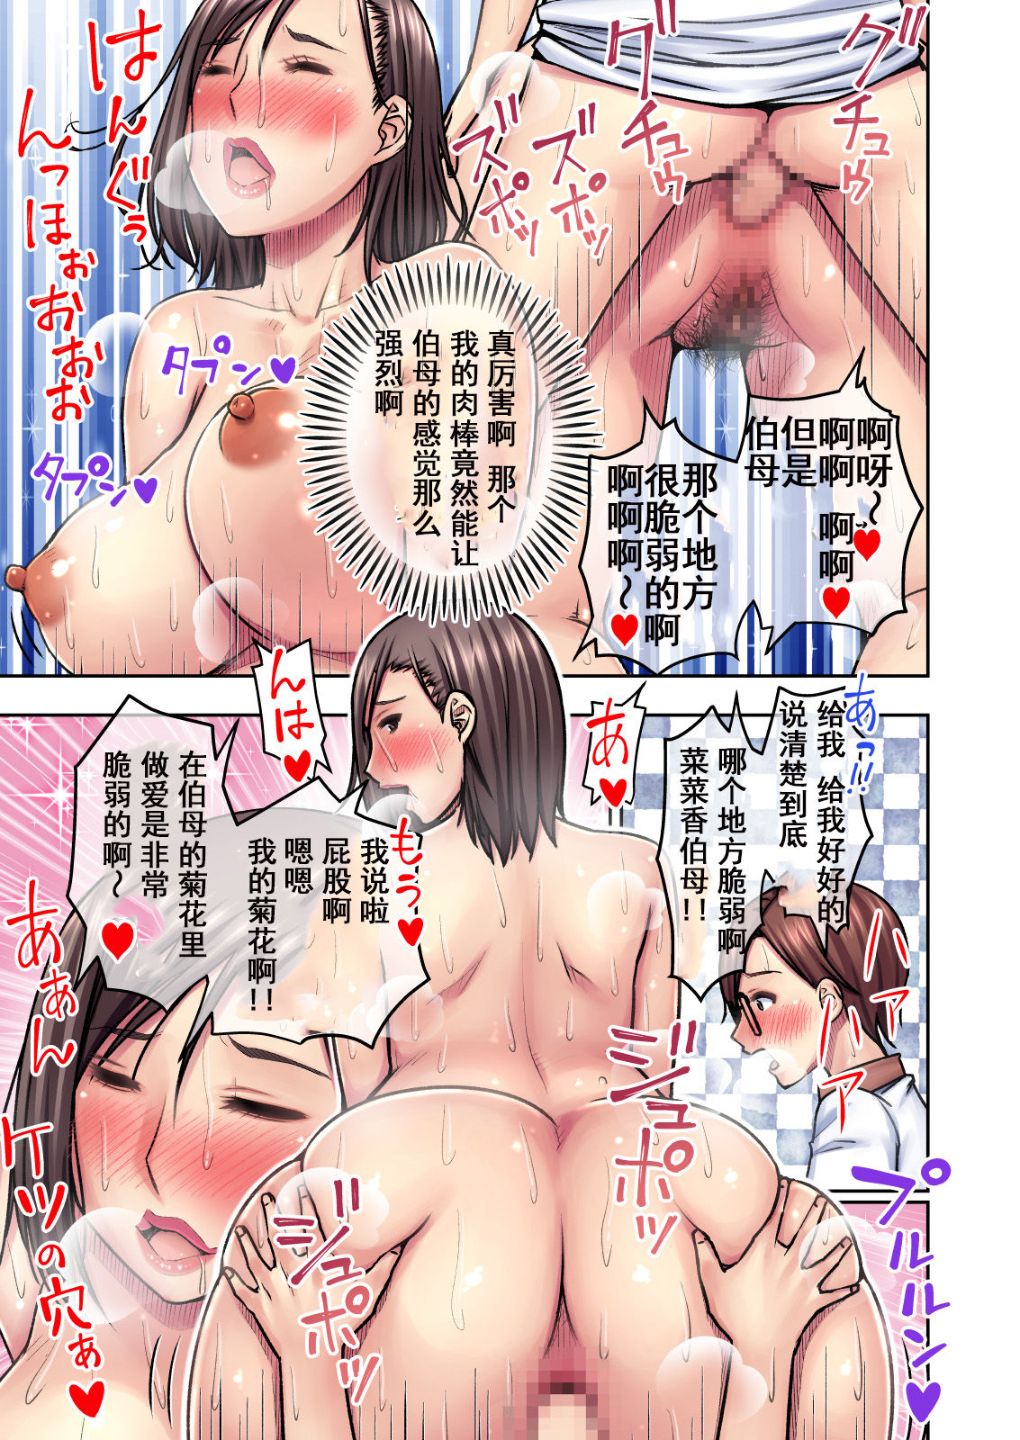 はんぐぅ
んっほぉおおお
タプン
タプン
グチュウ
グチュウ
ズポッ
ズポッ
啊呀～
啊啊 啊啊
但是
伯母
那个地方
很脆弱的啊
啊啊啊～
真厉害啊 那个
我的肉棒竟然能让
伯母的感觉那么
强烈啊
あっ!!
给我 给我好好的
说清楚到底
哪个地方脆弱啊
菜菜香伯母!!
あ
んは
もう
我说啦
屁股啊
嗯嗯
我的菊花啊!!
在伯母的菊花里
做爱是非常
脆弱的啊～
ハァ
ハァ
ああん
ケツの穴ぁ
ジュポッ
ジュポッ
プルルン